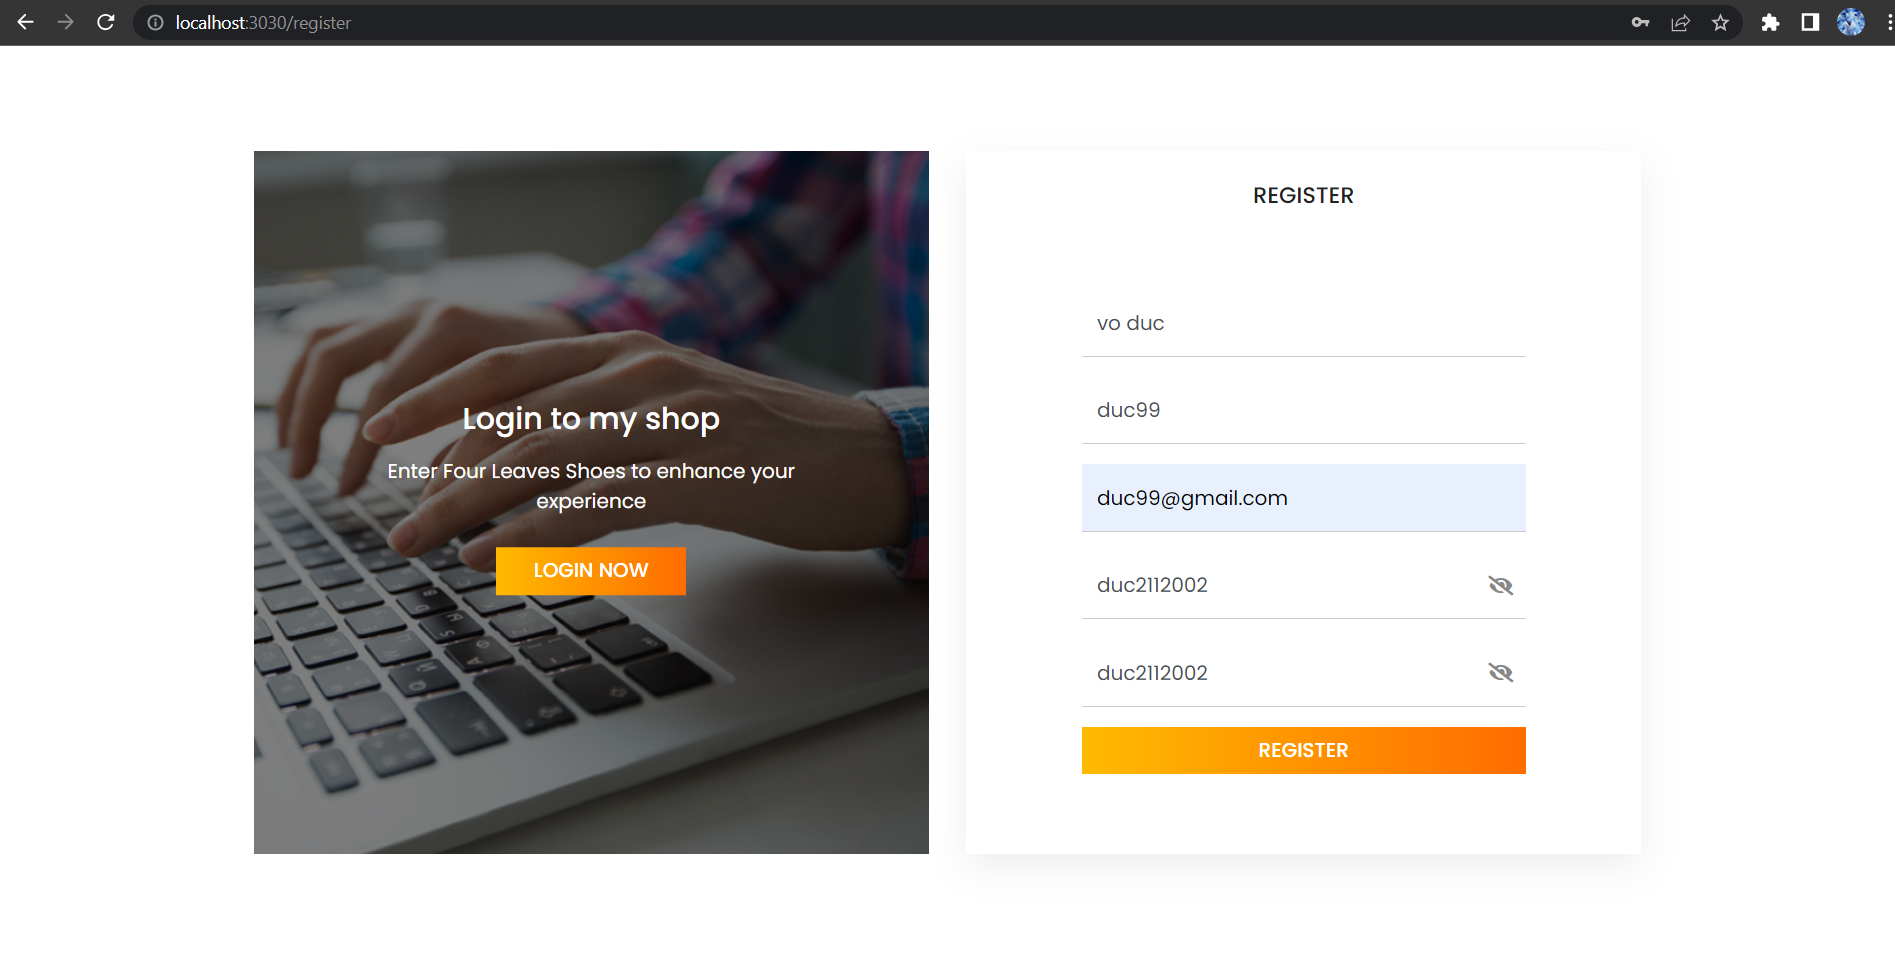 localhost:3030/register
Login to my shop
Enter Four Leaves Shoes to enhance your
experience
LOGIN NOW
REGISTER
vo duc
duc99
duc99@gmail.com
duc2112002
duc2112002
REGISTER